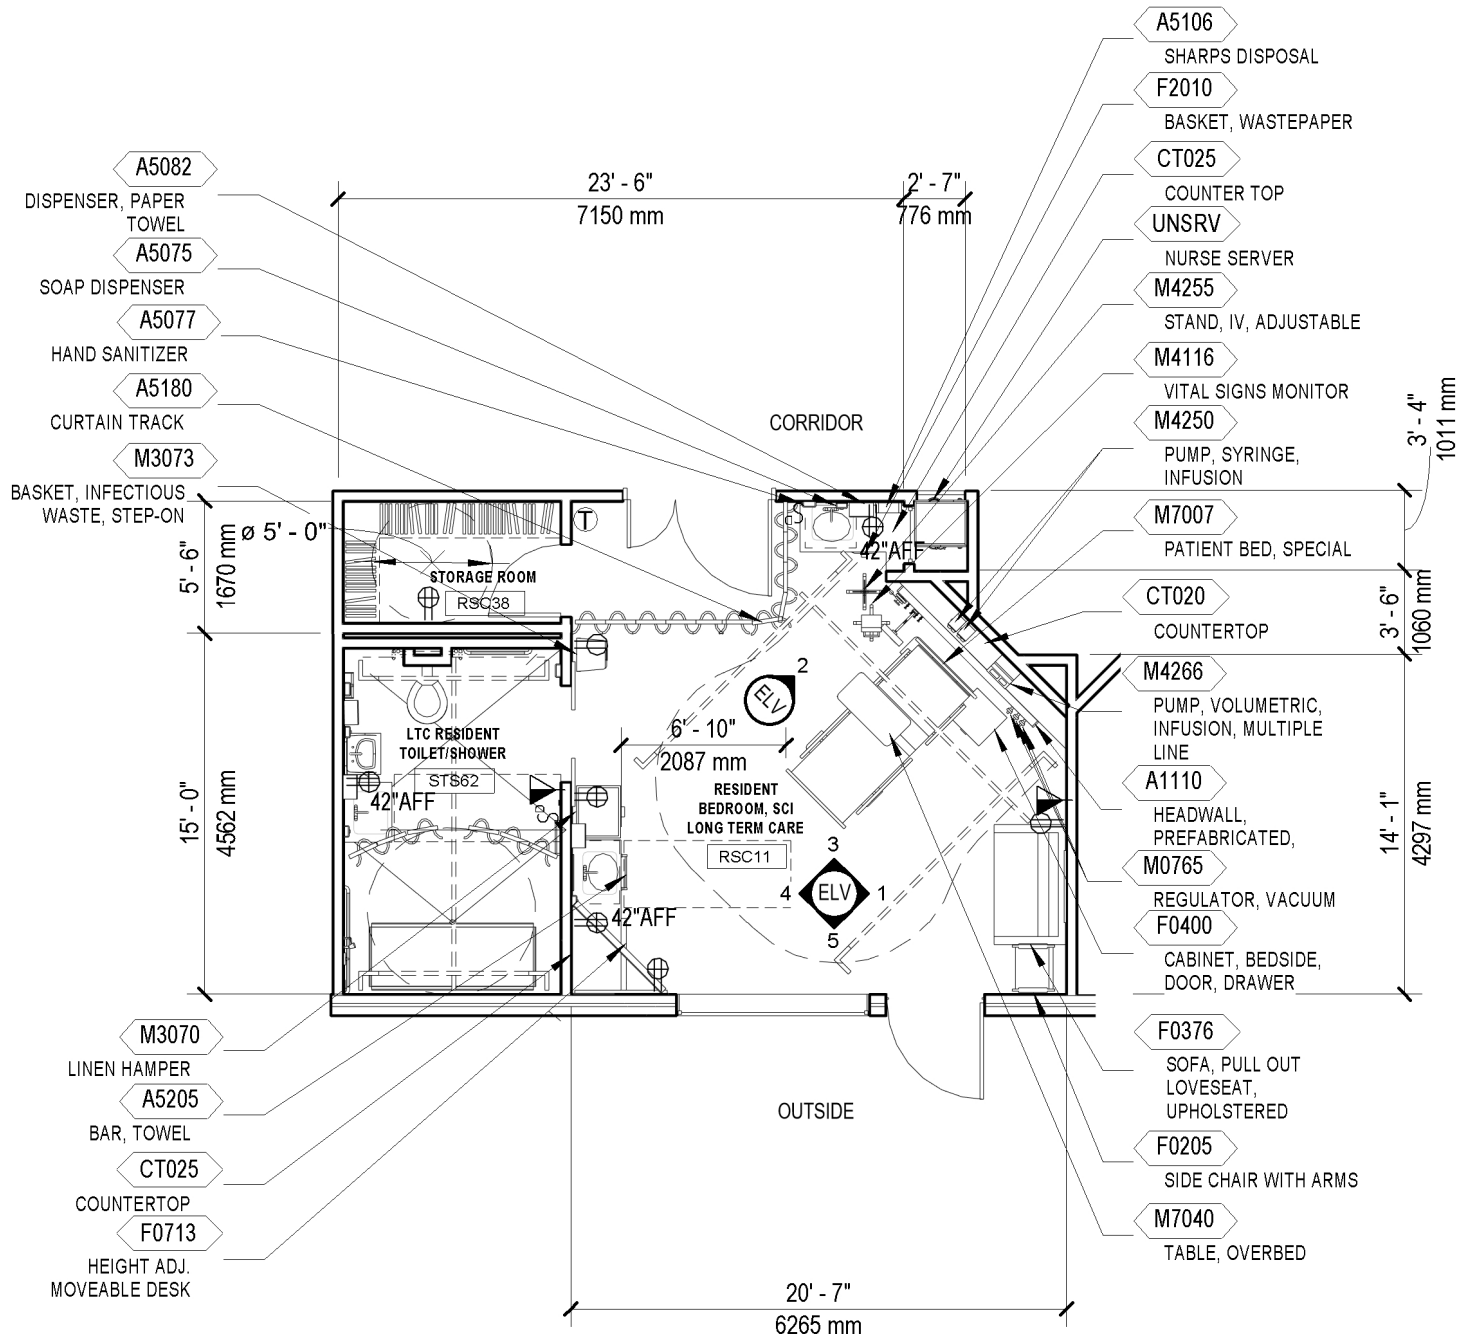 A5082
DISPENSER, PAPER
TOWEL
A5075
SOAP DISPENSER
A5077
HAND SANITIZER
A5180
CURTAIN TRACK
M3073
BASKET, INFECTIOUS
WASTE, STEP-ON
23' - 6"
7150 mm
2' - 7"
776 mm
A5106
SHARPS DISPOSAL
F2010
BASKET, WASTEPAPER
CT025
COUNTER TOP
UNSRV
NURSE SERVER
M4255
STAND, IV, ADJUSTABLE
M4116
VITAL SIGNS MONITOR
M4250
PUMP, SYRINGE,
INFUSION
M7007
PATIENT BED, SPECIAL
CT020
COUNTERTOP
M4266
PUMP, VOLUMETRIC,
INFUSION, MULTIPLE
LINE
A1110
HEADWALL,
PREFABRICATED,
M0765
REGULATOR, VACUUM
F0400
CABINET, BEDSIDE,
DOOR, DRAWER
F0376
SOFA, PULL OUT
LOVESEAT,
UPHOLSTERED
F0205
SIDE CHAIR WITH ARMS
M7040
TABLE, OVERBED
3' - 4"
1011 mm
3' - 6"
1060 mm
14' - 1"
4297 mm
CORRIDOR
5' - 6"
1670 mm
ø 5' - 0"
T
STORAGE ROOM
RSC38
SD
42"AFF
15' - 0"
4562 mm
LTC RESIDENT
TOILET/SHOWER
STS62
42"AFF
SD
ELV
2
6' - 10"
2087 mm
RESIDENT
BEDROOM, SCI
LONG TERM CARE
RSC11
3
4
ELV
1
5
42"AFF
M3070
LINEN HAMPER
A5205
BAR, TOWEL
CT025
COUNTERTOP
F0713
HEIGHT ADJ.
MOVEABLE DESK
OUTSIDE
20' - 7"
6265 mm